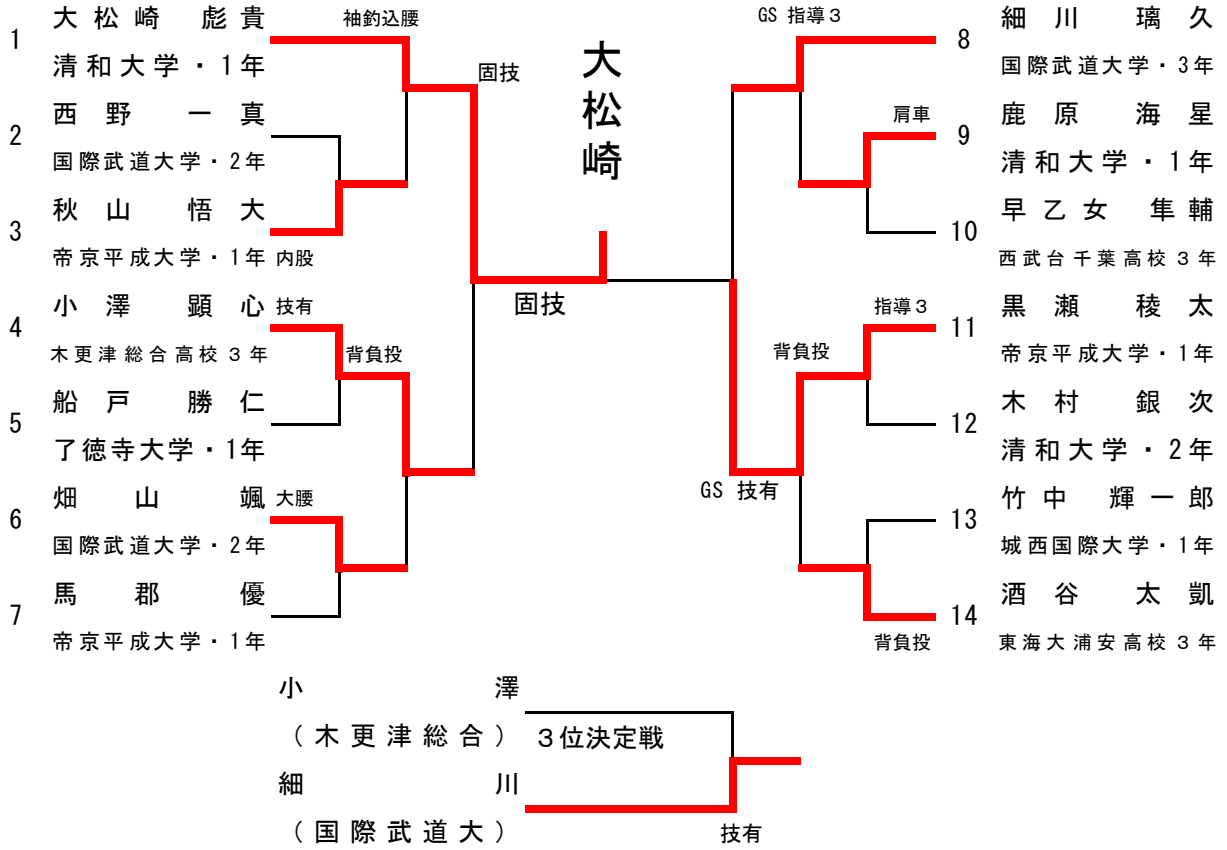 大松崎 彪貴
1
清和大学・1年
袖釣込腰
西野 一真
2
国際武道大学・2年
秋山 悟大
3
帝京平成大学・1年
内股
固技
小澤 顕心
4
木更津総合高校3年
技有
背負投
船戸 勝仁
5
了徳寺大学・1年
畑山 颯
6
国際武道大学・2年
大腰
馬郡 優
7
帝京平成大学・1年
大松崎
固技
GS 指導3
細川 璃久
8
国際武道大学・3年
肩車
鹿原 海星
9
清和大学・1年
早乙女 隼輔
10
西武台千葉高校3年
指導3
黒瀬 稜太
11
帝京平成大学・1年
背負投
木村 銀次
12
清和大学・2年
GS 技有
竹中 輝一郎
13
城西国際大学・1年
酒谷 太凱
14
東海大浦安高校3年
背負投
小澤
(木更津総合)
3位決定戦
細川
(国際武道大)
技有